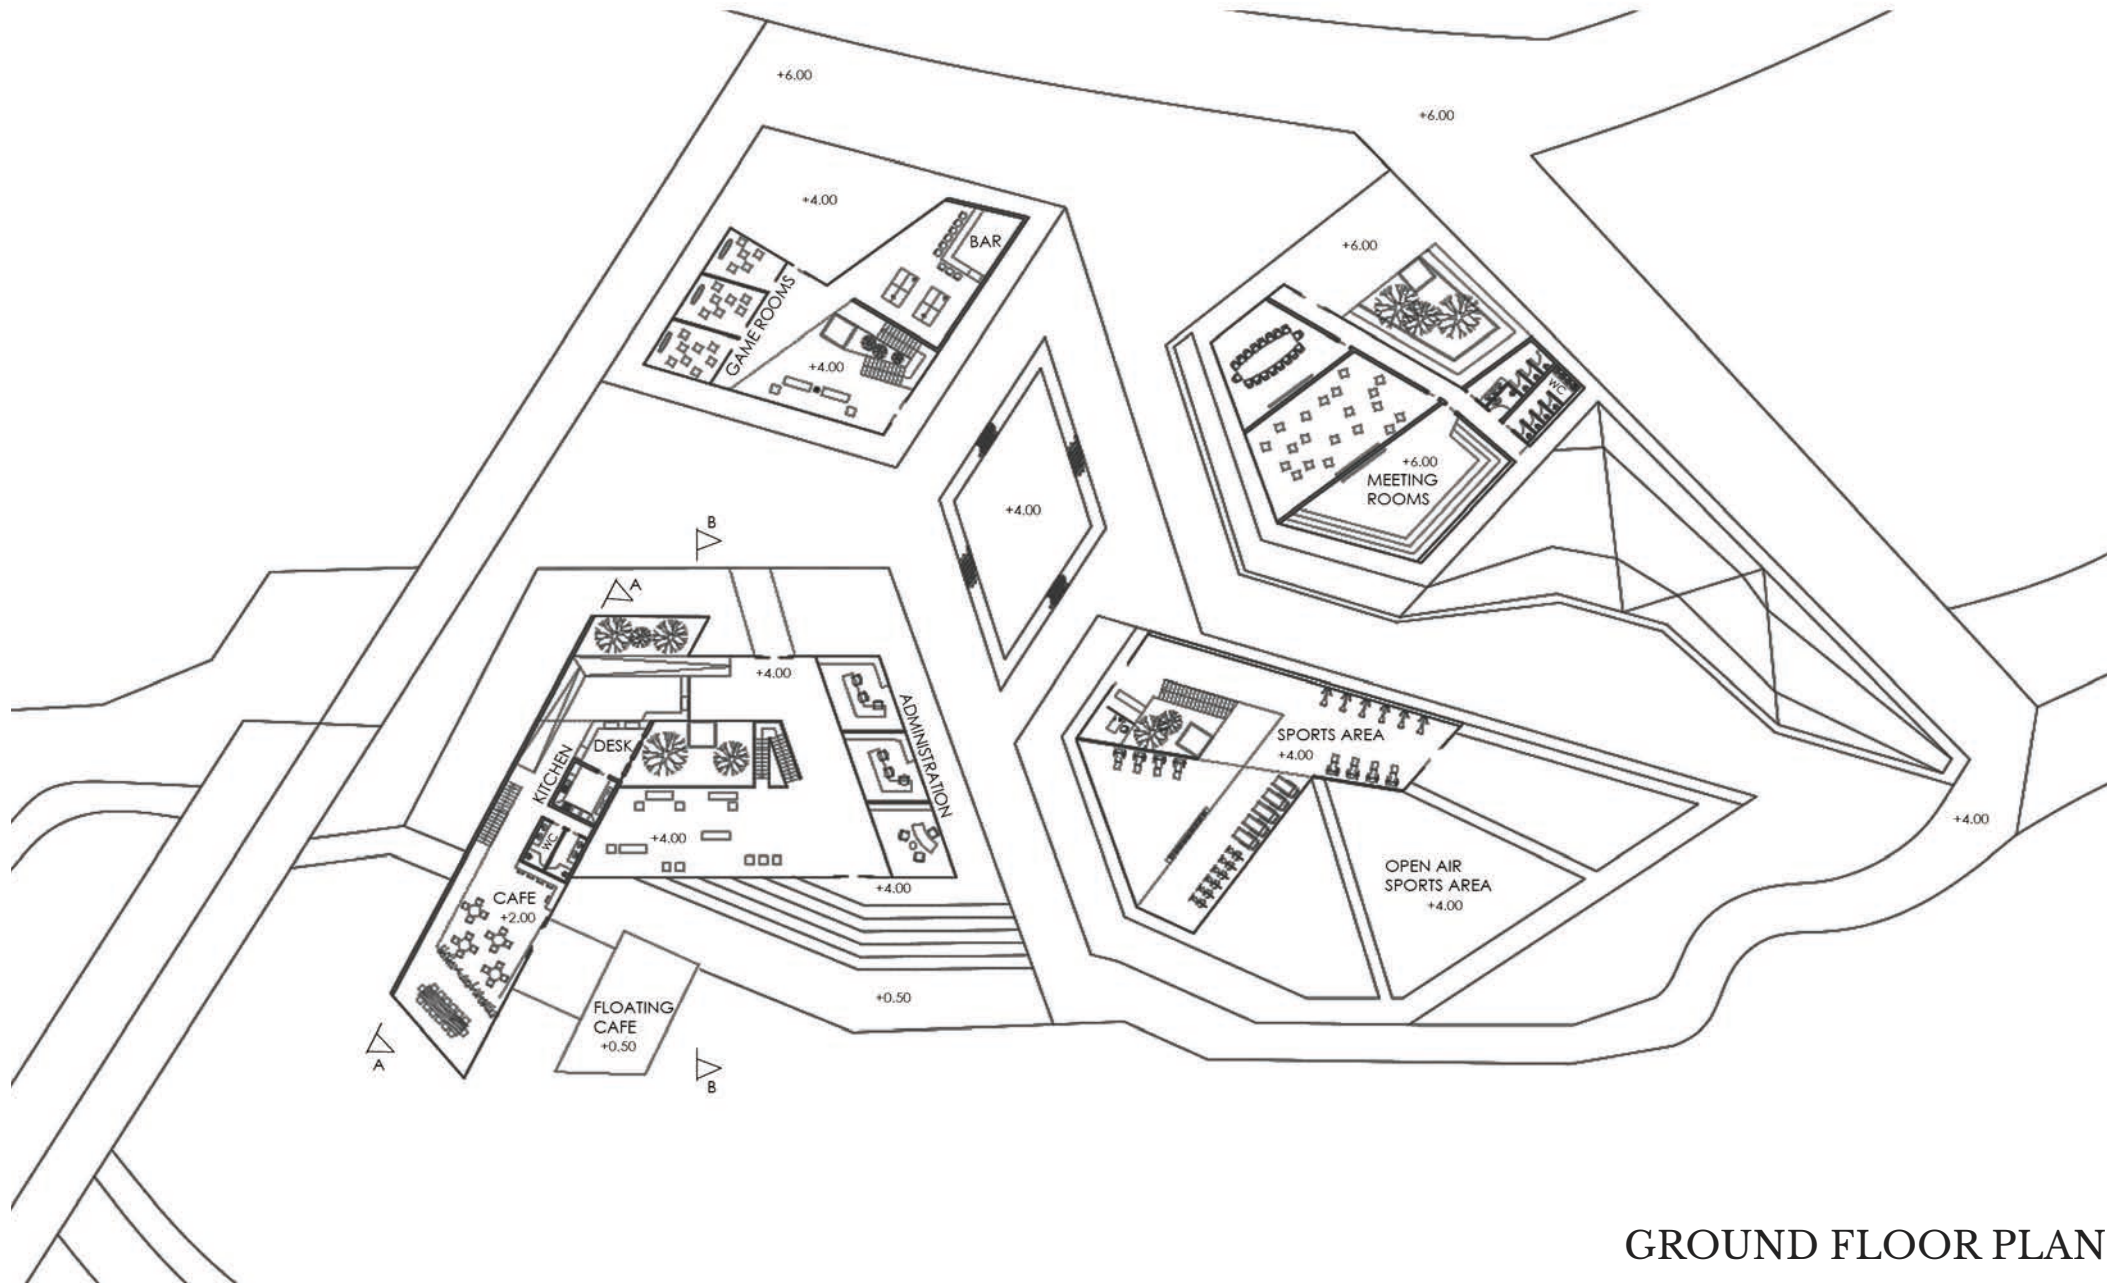 +6.00
+6.00
+4.00
BAR
+6.00
GAME ROOMS
+4.00
WC
+6.00
MEETING
ROOMS
+4.00
B
A
+4.00
ADMINISTRATION
DESK
KITCHEN
SPORTS AREA
+4.00
WC
+4.00
+4.00
+4.00
CAFE
+2.00
OPEN AIR
SPORTS AREA
+4.00
+0.50
FLOATING
CAFE
+0.50
A
B
GROUND FLOOR PLAN